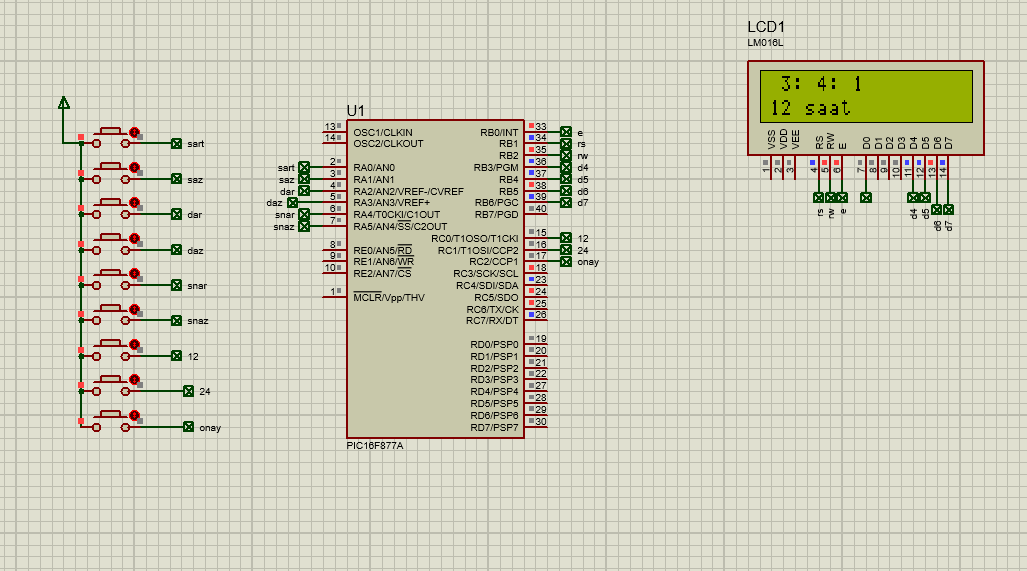 LCD1
LM016L
3: 4: 1
12 saat
VSS
VDD
VEE
RS
RW
E
D0
D1
D2
D3
D4
D5
D6
D7
1
2
3
4
5
6
7
8
9
10
11
12
13
14
rs
rw
e
d4
d5
d6
d7
sart
saz
dar
daz
snar
snaz
12
24
onay
U1
13 OSC1/CLKIN
14 OSC2/CLKOUT
sart 2 RA0/AN0
saz 3 RA1/AN1
dar 4 RA2/AN2/VREF-/CVREF
daz 5 RA3/AN3/VREF+
snar 6 RA4/T0CKI/C1OUT
snaz 7 RA5/AN4/SS/C2OUT
8 RE0/AN5/RD
9 RE1/AN6/WR
10 RE2/AN7/CS
1 MCLR/Vpp/THV
RB0/INT 33 e
RB1 34 rs
RB2 35 rw
RB3/PGM 36 d4
RB4 37 d5
RB5 38 d6
RB6/PGC 39 d7
RB7/PGD 40
RC0/T1OSO/T1CKI 15 12
RC1/T1OSI/CCP2 16 24
RC2/CCP1 17 onay
RC3/SCK/SCL 18
RC4/SDI/SDA 23
RC5/SDO 24
RC6/TX/CK 25
RC7/RX/DT 26
RD0/PSP0 19
RD1/PSP1 20
RD2/PSP2 21
RD3/PSP3 22
RD4/PSP4 27
RD5/PSP5 28
RD6/PSP6 29
RD7/PSP7 30
PIC16F877A